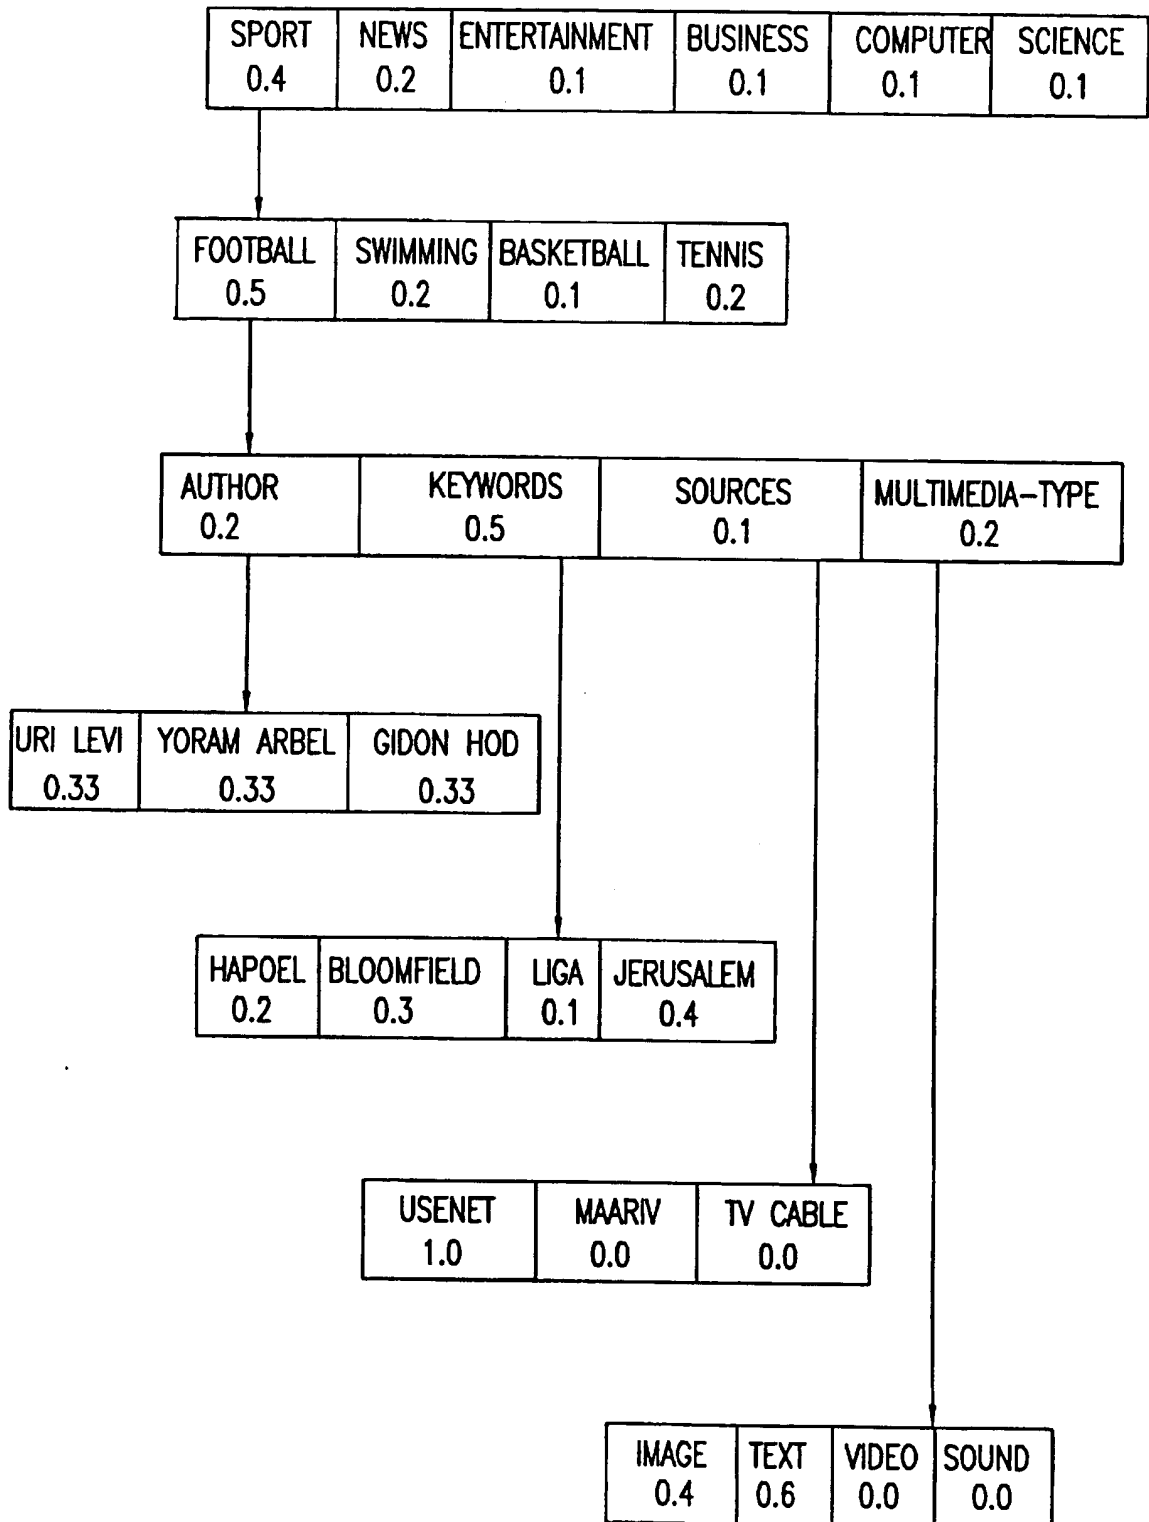 SPORT NEWS ENTERTAINMENT BUSINESS COMPUTER SCIENCE
0.4 0.2 0.1 0.1 0.1 0.1
FOOTBALL SWIMMING BASKETBALL TENNIS
0.5 0.2 0.1 0.2
AUTHOR KEYWORDS SOURCES MULTIMEDIA-TYPE
0.2 0.5 0.1 0.2
URI LEVI YORAM ARBEL GIDON HOD
0.33 0.33 0.33
HAPOEL BLOOMFIELD LIGA JERUSALEM
0.2 0.3 0.1 0.4
USENET MAARIV TV CABLE
1.0 0.0 0.0
IMAGE TEXT VIDEO SOUND
0.4 0.6 0.0 0.0